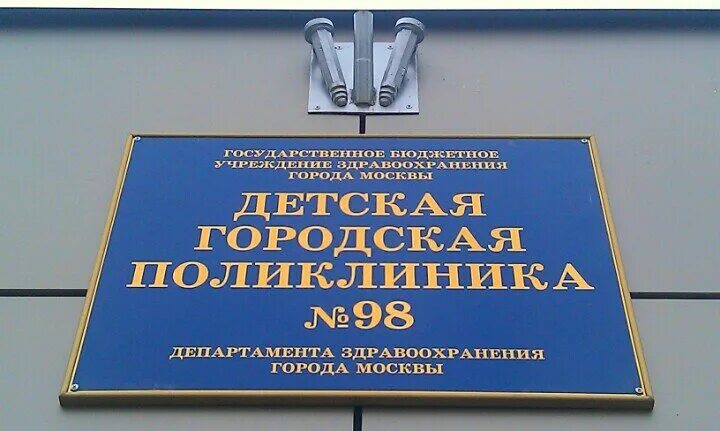 ГОСУДАРСТВЕННОЕ БЮДЖЕТНОЕ
УЧРЕЖДЕНИЕ ЗДРАВООХРАНЕНИЯ
ГОРОДА МОСКВЫ
ДЕТСКАЯ
ГОРОДСКАЯ
ПОЛИКЛИНИКА
№98
ДЕПАРТАМЕНТА ЗДРАВООХРАНЕНИЯ
ГОРОДА МОСКВЫ